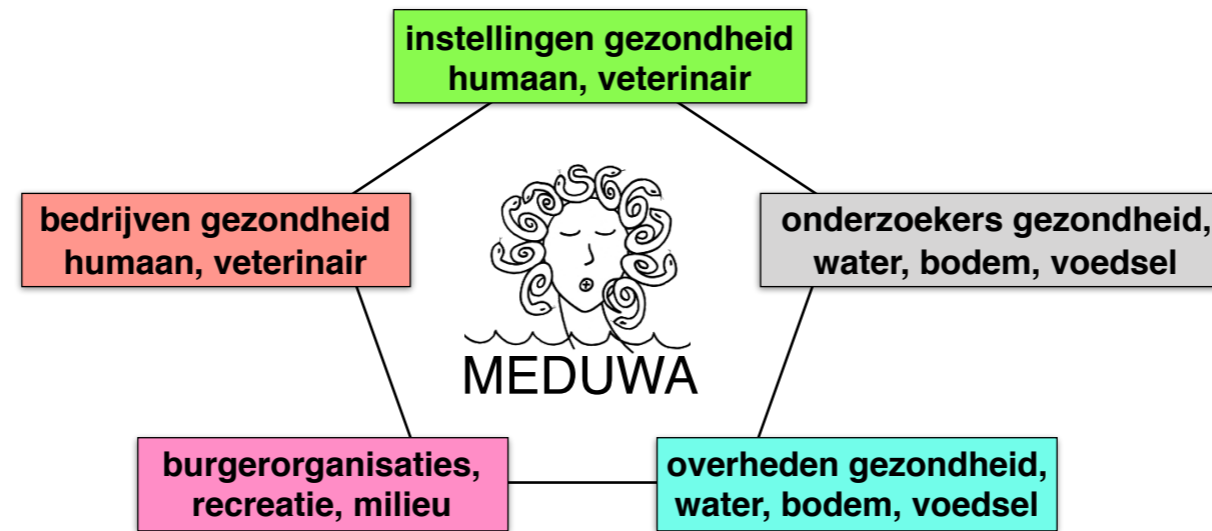 instellingen gezondheid
humaan, veterinair
bedrijven gezondheid
humaan, veterinair
onderzoekers gezondheid,
water, bodem, voedsel
MEDUWA
burgerorganisaties,
recreatie, milieu
overheden gezondheid,
water, bodem, voedsel